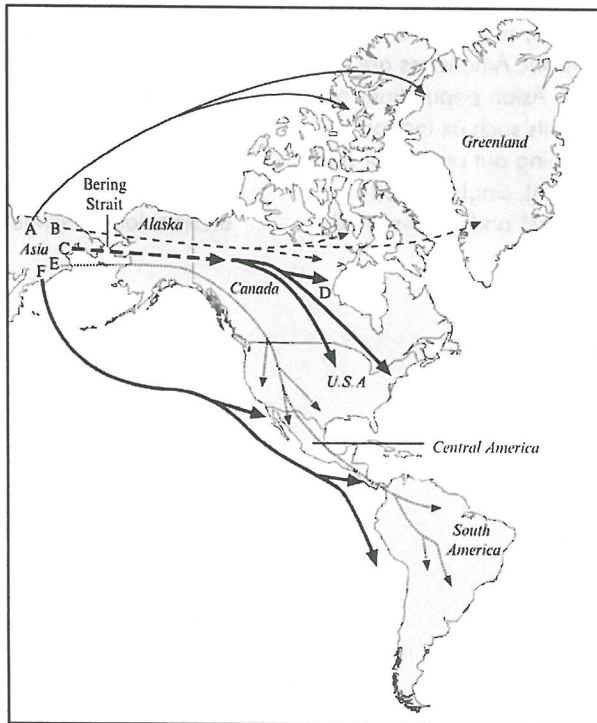 Greenland
A
B
Bering
Strait
Alaska
Asia
C
E
F
Canada
D
U.S.A
Central America
South
America